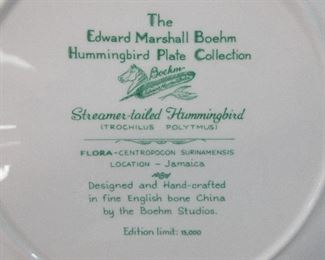 The
Edward Marshall Boehm
Hummingbird Plate Collection
Boehm
Streamer-tailed Hummingbird
(TROCHILUS POLYTMUS)
FLORA-CENTROPOGON SURINAMENSIS
LOCATION - Jamaica
Designed and Hand-crafted
in fine English bone China
by the Boehm Studios.
Edition limit: 15,000